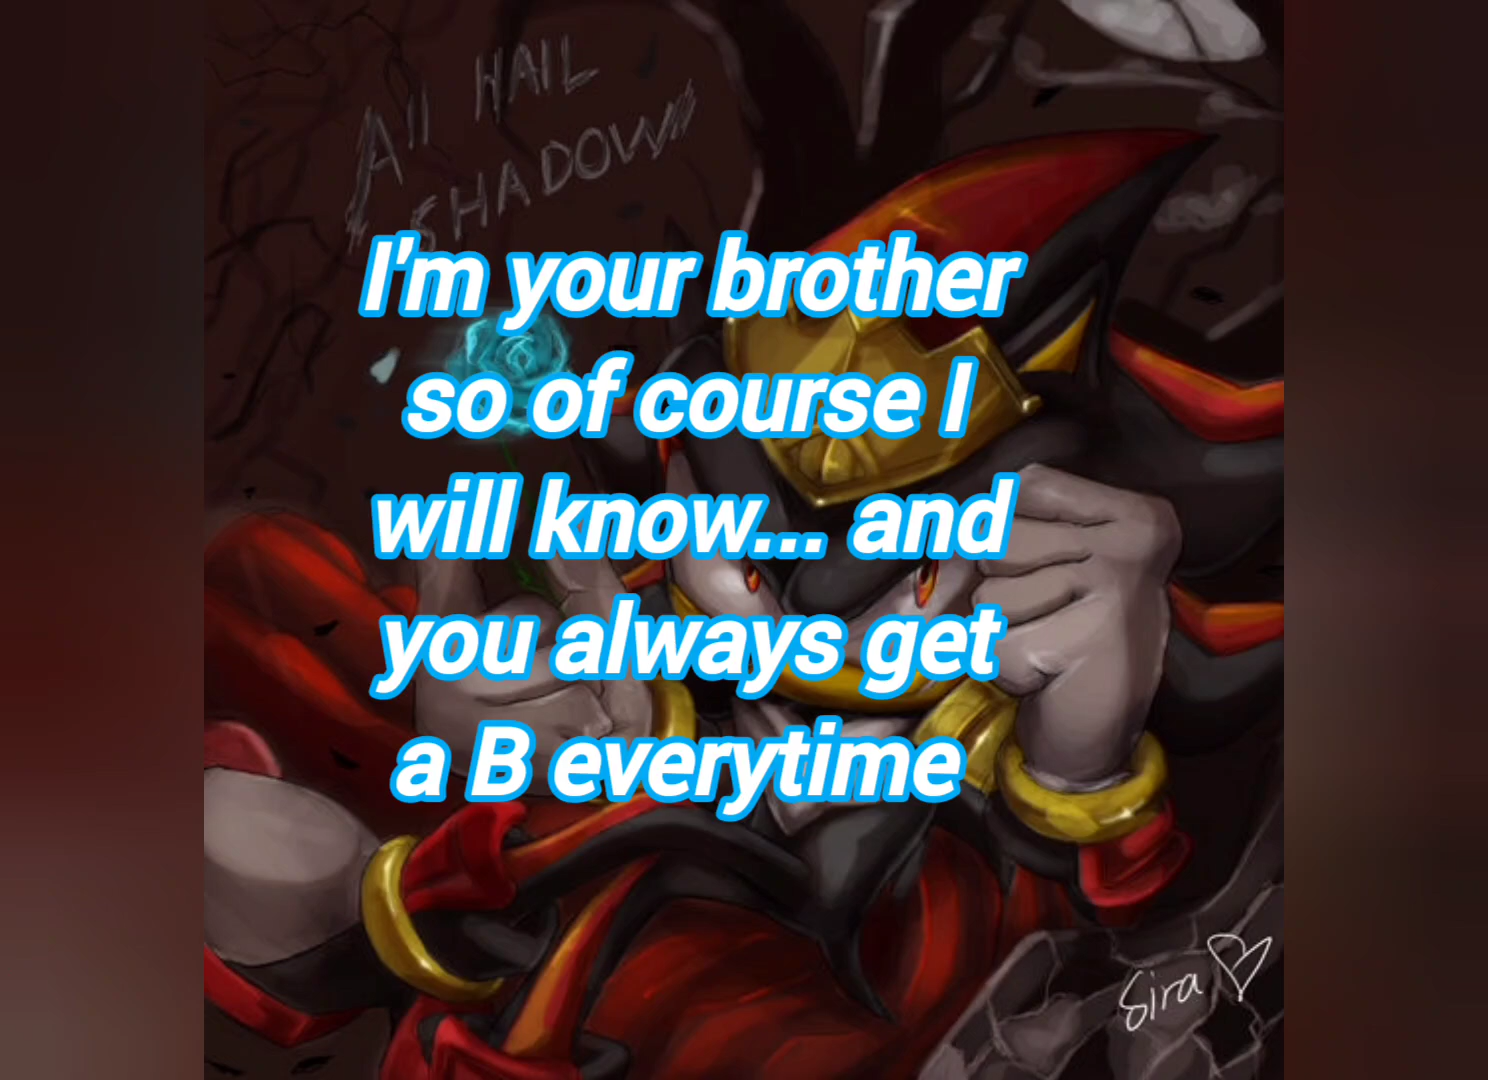 All HAIL
SHADOW
I'm your brother
so of course I
will know... and
you always get
a B everytime
Sira